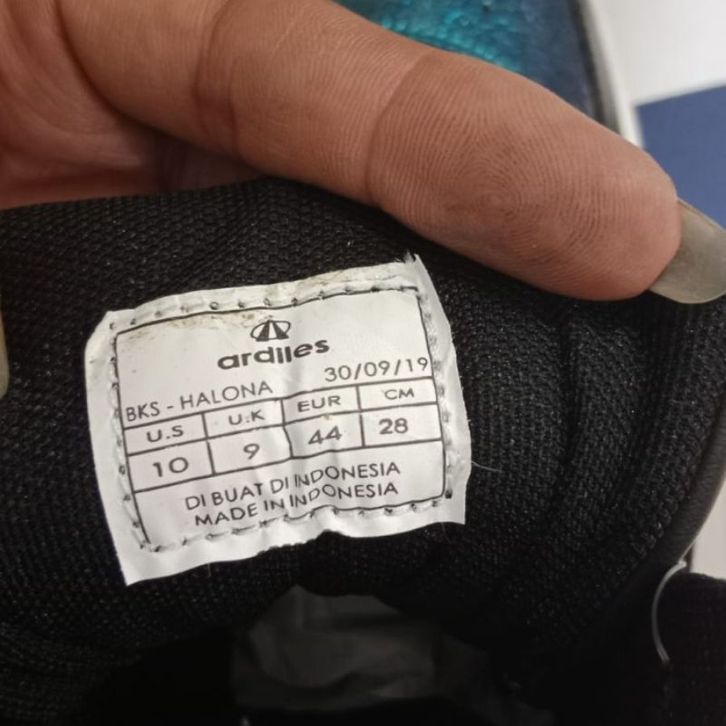 ardiles
BKS - HALONA 30/09/19
U.S U.K EUR CM
10 9 44 28
DI BUAT DI INDONESIA
MADE IN INDONESIA